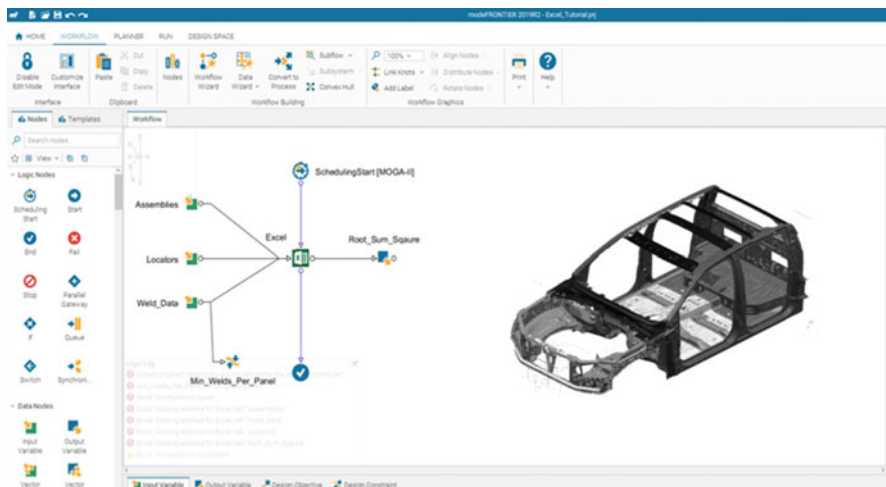 modeFRONTIER 2019R2 - Excel_Tutorial.prj
HOME WORKFLOW PLANNER RUN DESIGN SPACE
Disable Edit Mode
Customize Interface
Paste
Cut
Copy
Delete
Nodes
Workflow Wizard
Data Wizard
Convert to Process
Subflow
Subsystem
Convex Hull
100%
Link Knots
Add Label
Align Nodes
Distribute Nodes
Rotate Nodes
Print
Help
Interface Clipboard Workflow Building Workflow Graphics
Nodes Templates Workflow
Search nodes...
View
Logic Nodes
Scheduling Start
Start
End
Fail
Stop
Parallel Gateway
If
Queue
Switch
Synchron...
Data Nodes
Input Variable
Output Variable
Vector
Vector
SchedulingStart [MOGA-II]
Assemblies
Excel
Root_Sum_Sqaure
Locators
Weld_Data
Min_Welds_Per_Panel
Input Variable Output Variable Design Objective Design Constraint